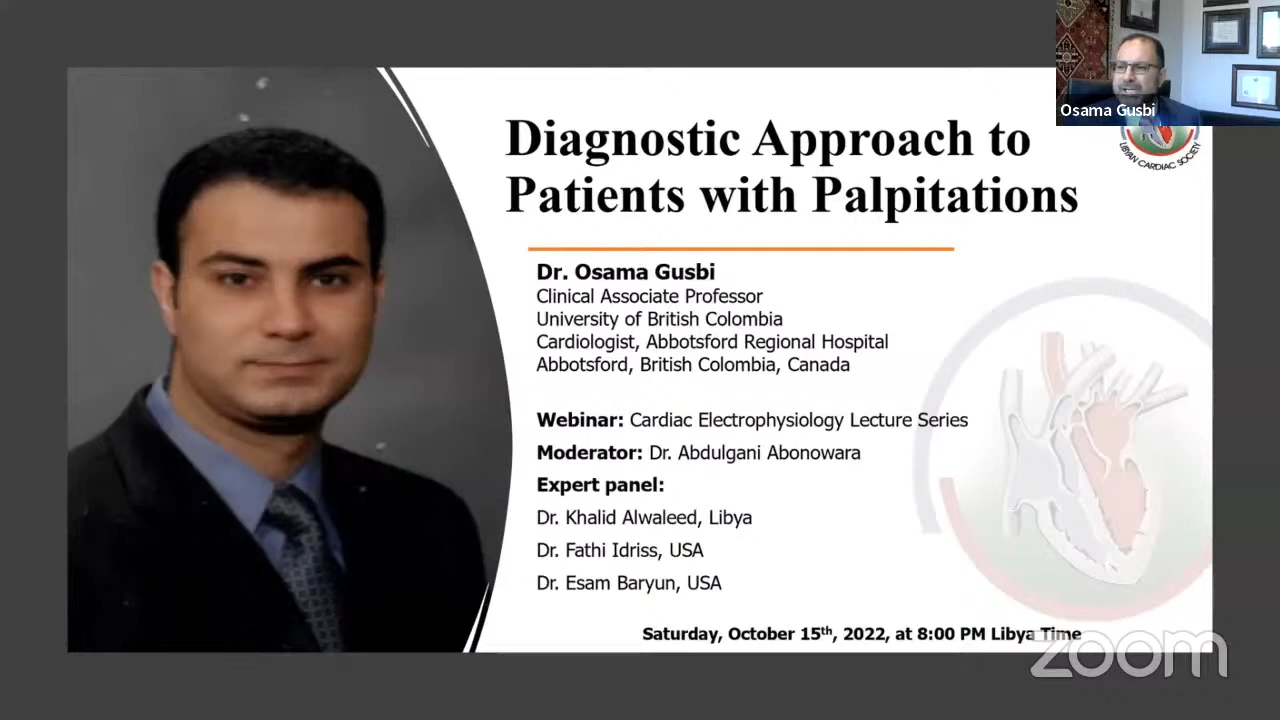 Osama Gusbi
LIBYAN CARDIAC SOCIETY
Diagnostic Approach to
Patients with Palpitations
Dr. Osama Gusbi
Clinical Associate Professor
University of British Colombia
Cardiologist, Abbotsford Regional Hospital
Abbotsford, British Colombia, Canada
Webinar: Cardiac Electrophysiology Lecture Series
Moderator: Dr. Abdulgani Abonowara
Expert panel:
Dr. Khalid Alwaleed, Libya
Dr. Fathi Idriss, USA
Dr. Esam Baryun, USA
Saturday, October 15th, 2022, at 8:00 PM Libya Time
zoom